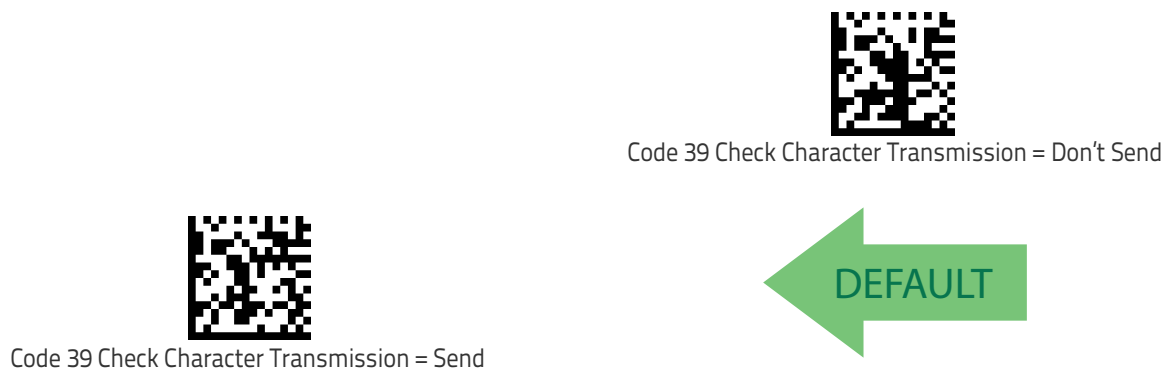 Code 39 Check Character Transmission = Don’t Send
DEFAULT
Code 39 Check Character Transmission = Send